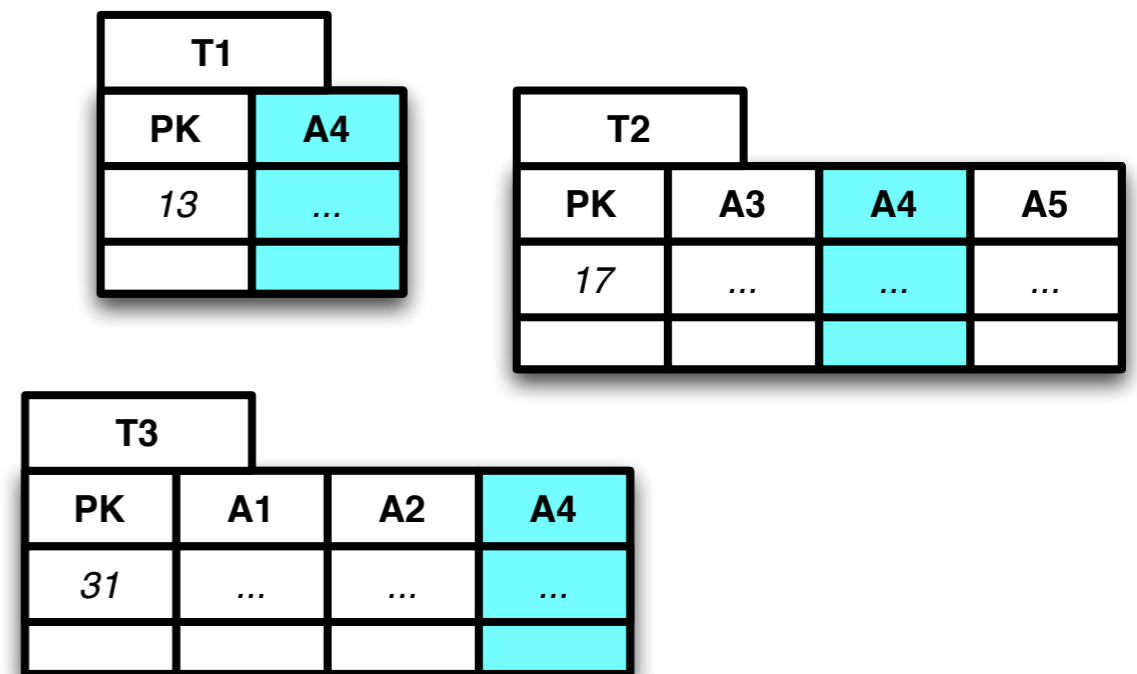 T1
PK A4
13 ...
T2
PK A3 A4 A5
17 ... ... ...
T3
PK A1 A2 A4
31 ... ... ...